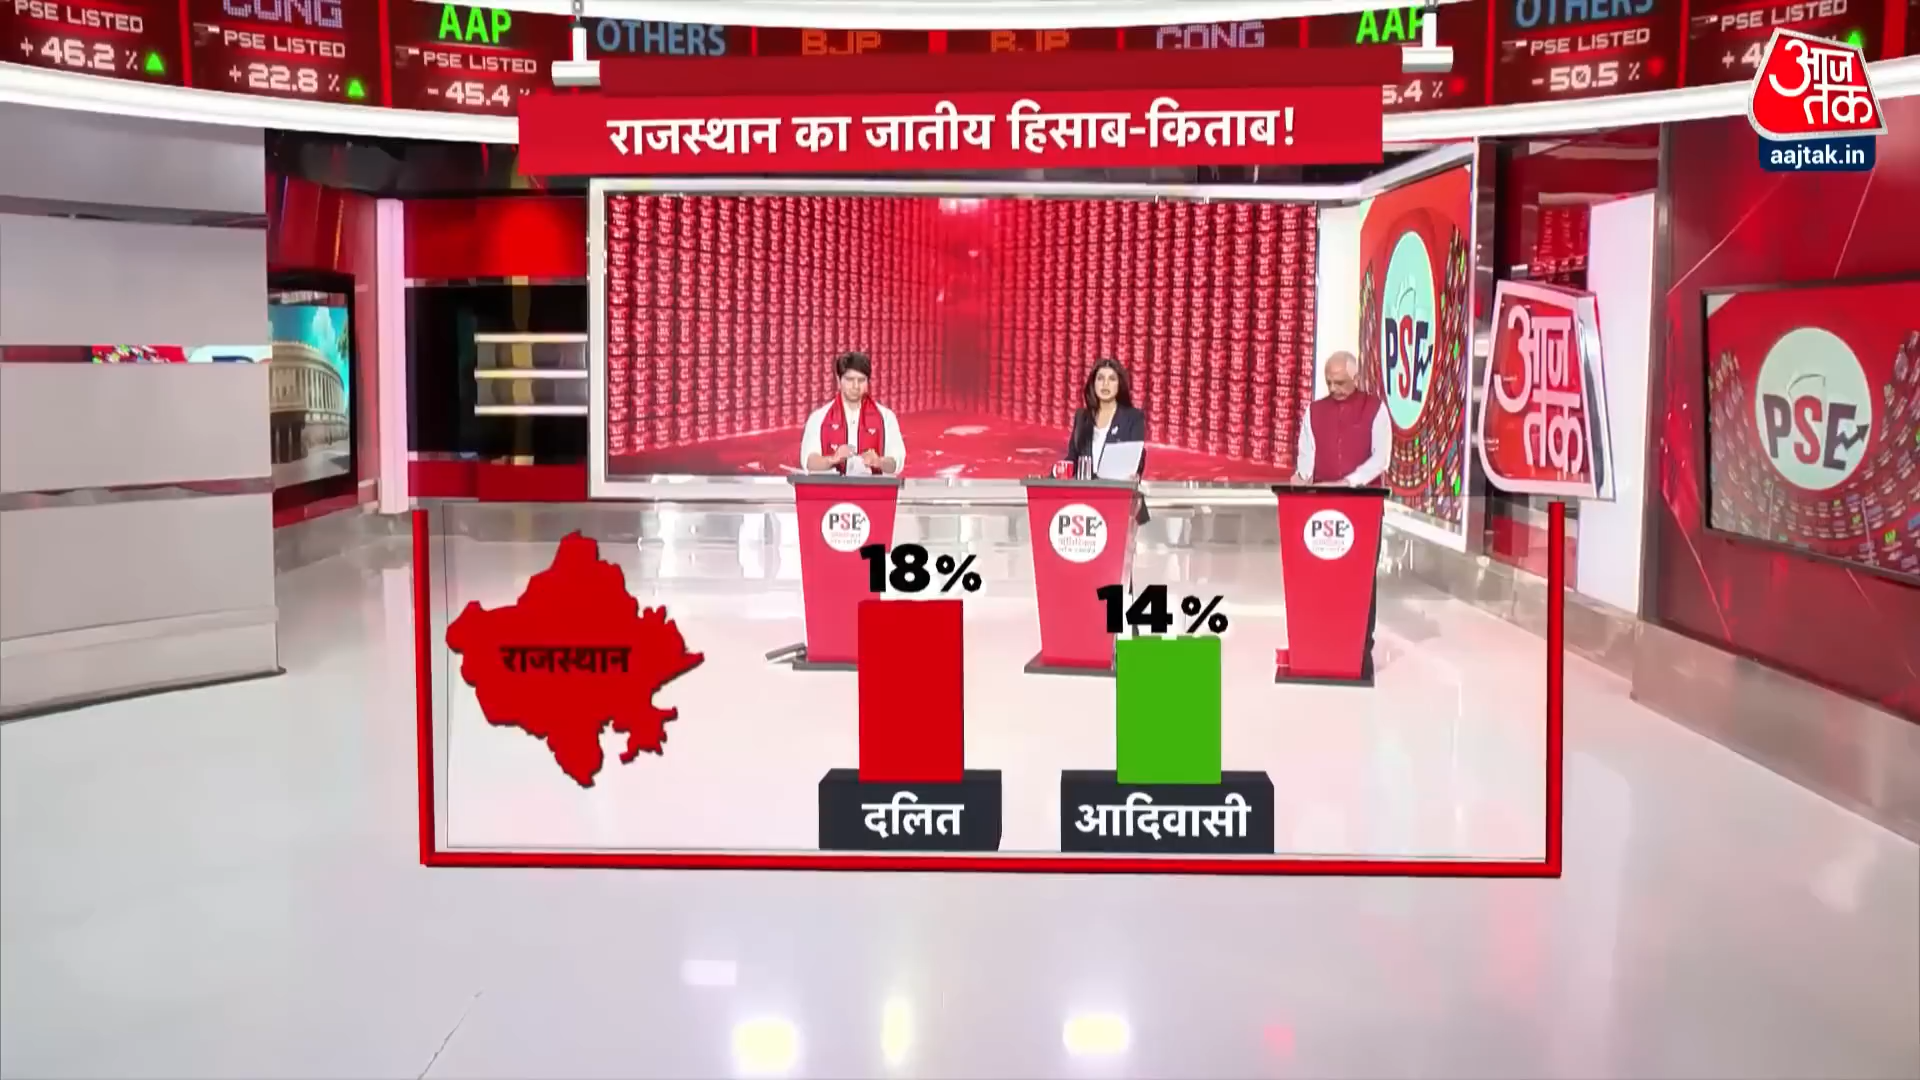 PSE LISTED
+ 46.2 %
CONG
PSE LISTED
+ 22.8 %
AAP
PSE LISTED
- 45.4 %
OTHERS
BJP
BJP
CONG
AAP
5.4 %
OTHERS
PSE LISTED
- 50.5 %
PSE LISTED
आज
तक
aajtak.in
राजस्थान का जातीय हिसाब-किताब!
PSE
आज
तक
PSE
PSE
PSE
PSE
राजस्थान
18%
14%
दलित
आदिवासी